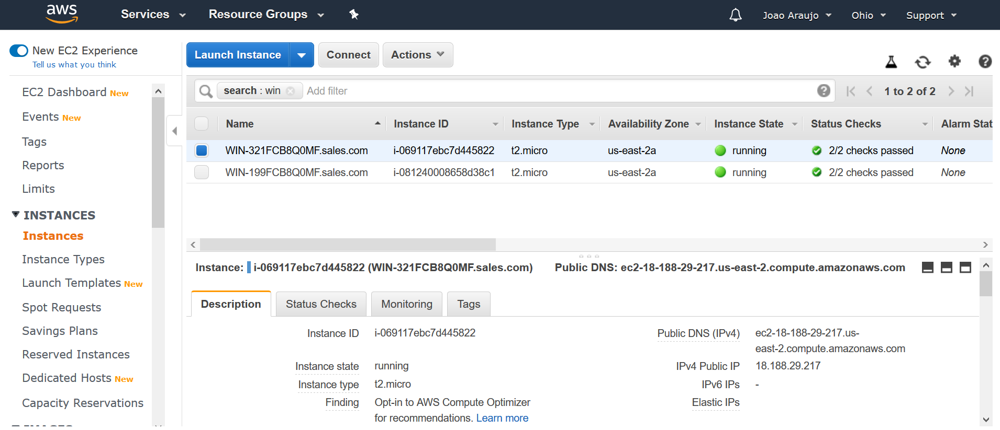 aws
Services
Resource Groups
Joao Araujo
Ohio
Support
New EC2 Experience
Tell us what you think
EC2 Dashboard New
Events New
Tags
Reports
Limits
INSTANCES
Instances
Instance Types
Launch Templates New
Spot Requests
Savings Plans
Reserved Instances
Dedicated Hosts New
Capacity Reservations
IMAGES
Launch Instance
Connect
Actions
search : win
Add filter
1 to 2 of 2
Name Instance ID Instance Type Availability Zone Instance State Status Checks Alarm Stat
WIN-321FCB8Q0MF.sales.com i-069117ebc7d445822 t2.micro us-east-2a running 2/2 checks passed None
WIN-199FCB8Q0MF.sales.com i-081240008658d38c1 t2.micro us-east-2a running 2/2 checks passed None
Instance: i-069117ebc7d445822 (WIN-321FCB8Q0MF.sales.com) Public DNS: ec2-18-188-29-217.us-east-2.compute.amazonaws.com
Description
Status Checks
Monitoring
Tags
Instance ID i-069117ebc7d445822
Instance state running
Instance type t2.micro
Finding Opt-in to AWS Compute Optimizer
for recommendations. Learn more
Public DNS (IPv4) ec2-18-188-29-217.us-
east-2.compute.amazonaws.com
IPv4 Public IP 18.188.29.217
IPv6 IPs -
Elastic IPs